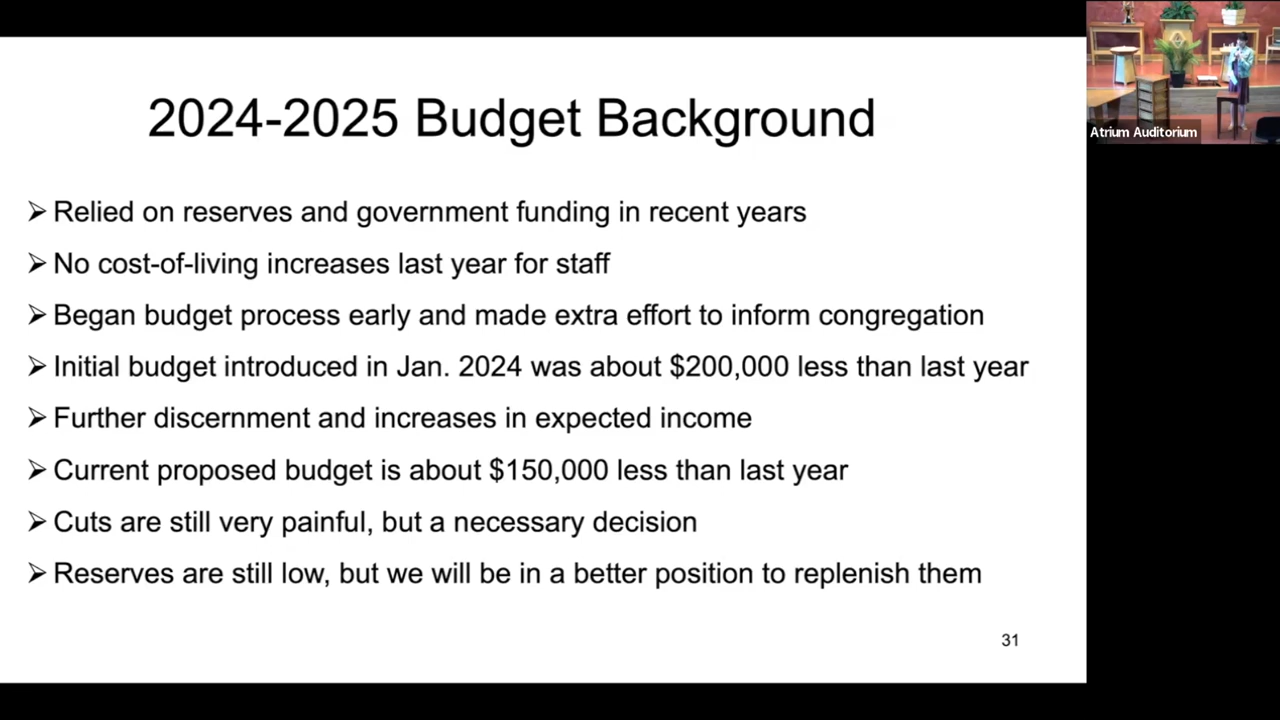 2024-2025 Budget Background
➢ Relied on reserves and government funding in recent years
➢ No cost-of-living increases last year for staff
➢ Began budget process early and made extra effort to inform congregation
➢ Initial budget introduced in Jan. 2024 was about $200,000 less than last year
➢ Further discernment and increases in expected income
➢ Current proposed budget is about $150,000 less than last year
➢ Cuts are still very painful, but a necessary decision
➢ Reserves are still low, but we will be in a better position to replenish them
31
Atrium Auditorium